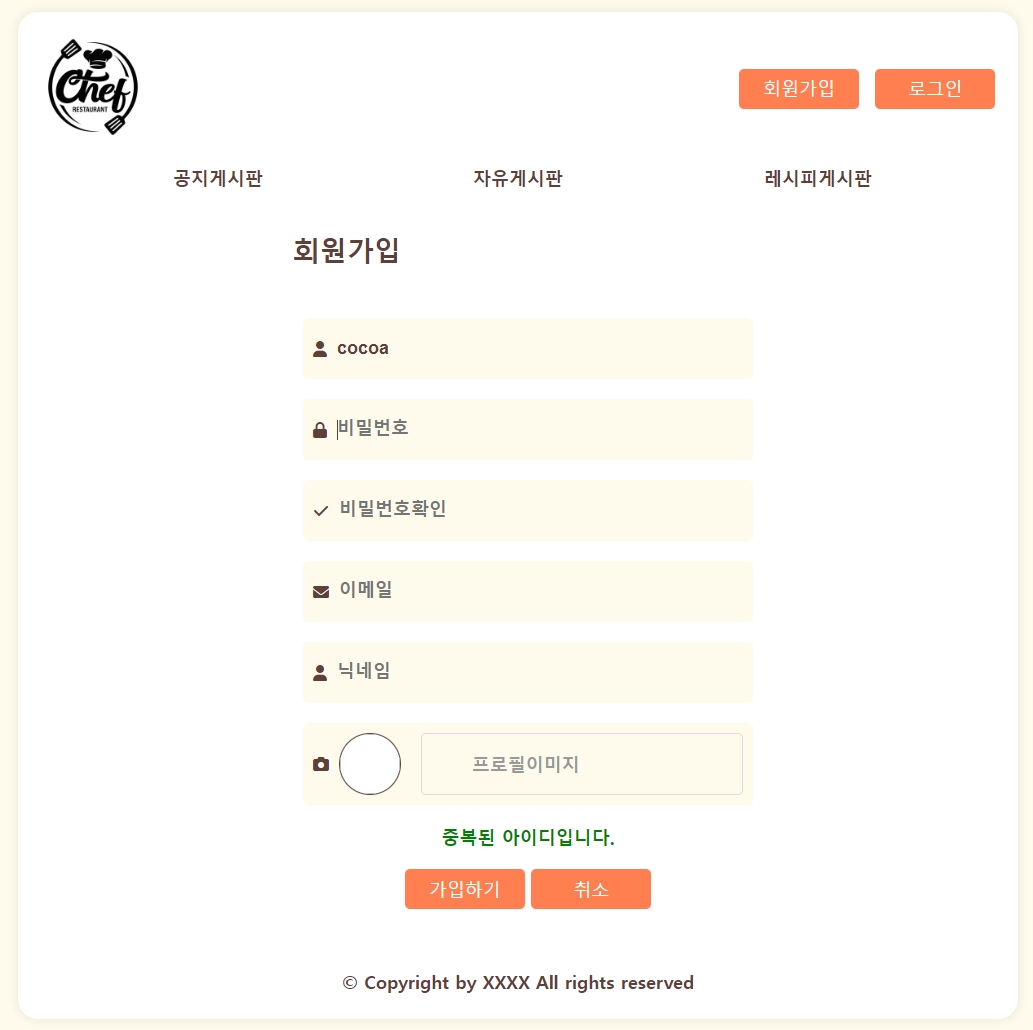 Chef
RESTAURANT
회원가입 로그인
공지게시판 자유게시판 레시피게시판
회원가입
cocoa
비밀번호
비밀번호확인
이메일
닉네임
프로필이미지
중복된 아이디입니다.
가입하기 취소
© Copyright by XXXX All rights reserved